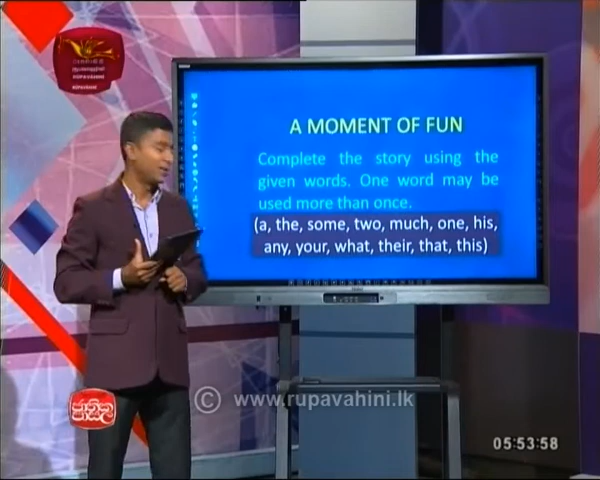 A MOMENT OF FUN
Complete the story using the
given words. One word may be
used more than once.
(a, the, some, two, much, one, his,
any, your, what, their, that, this)
© www.rupavahini.lk
05:53:58